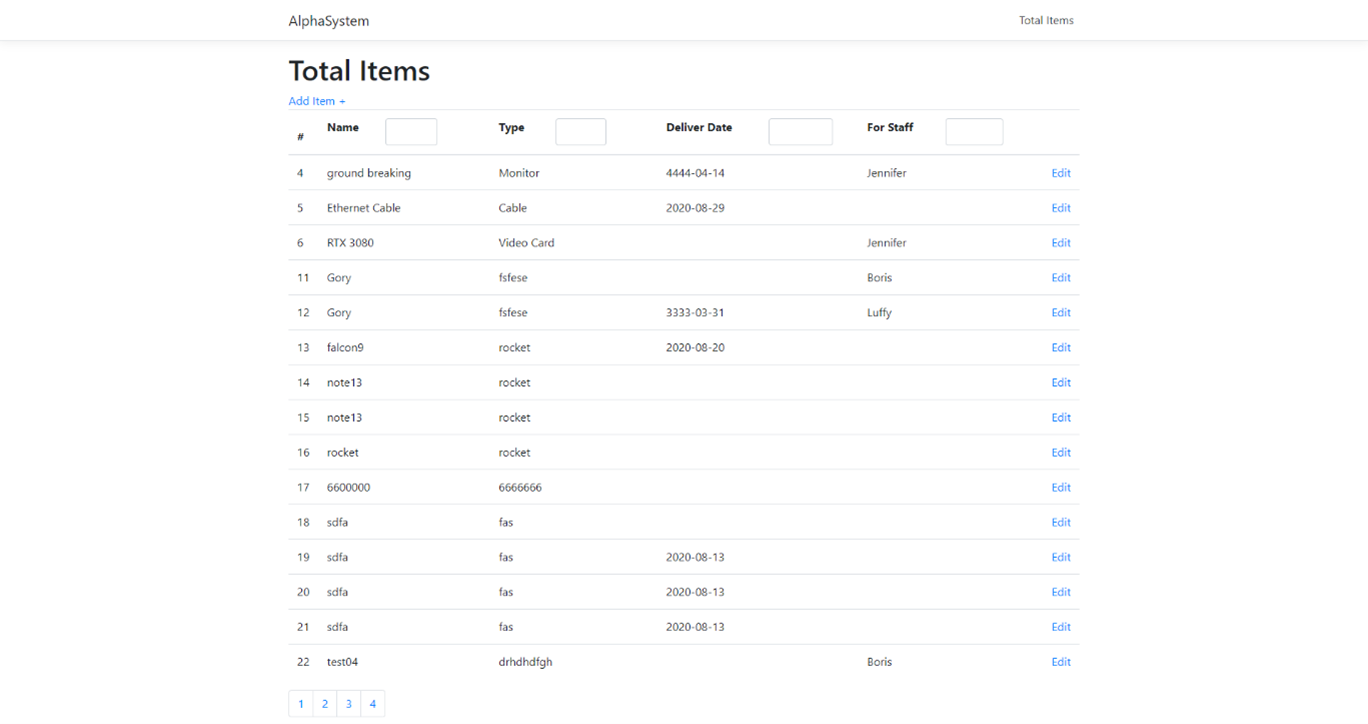 AlphaSystem Total Items
Total Items
Add Item +
# Name Type Deliver Date For Staff
4 ground breaking Monitor 4444-04-14 Jennifer Edit
5 Ethernet Cable Cable 2020-08-29 Edit
6 RTX 3080 Video Card Jennifer Edit
11 Gory fsfese Boris Edit
12 Gory fsfese 3333-03-31 Luffy Edit
13 falcon9 rocket 2020-08-20 Edit
14 note13 rocket Edit
15 note13 rocket Edit
16 rocket rocket Edit
17 6600000 6666666 Edit
18 sdfa fas Edit
19 sdfa fas 2020-08-13 Edit
20 sdfa fas 2020-08-13 Edit
21 sdfa fas 2020-08-13 Edit
22 test04 drhdhdfgh Boris Edit
1 2 3 4